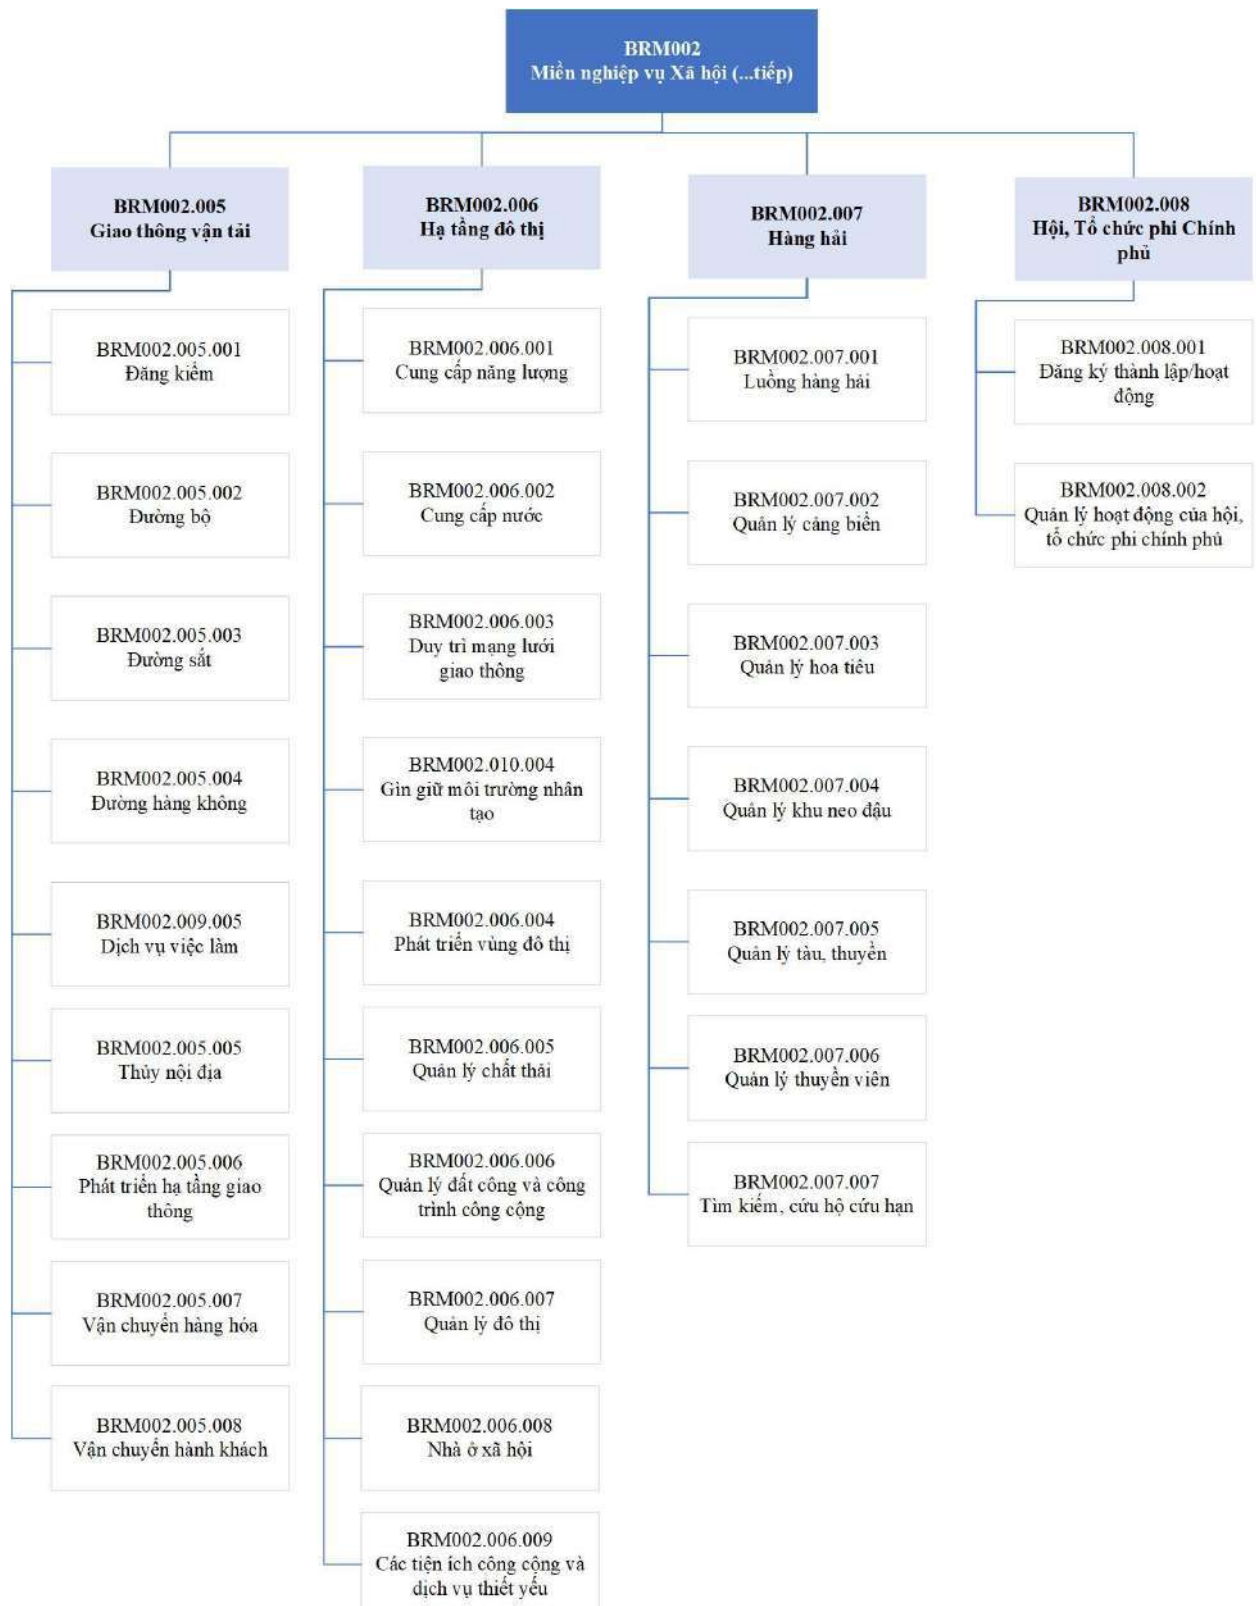 BRM002
Miền nghiệp vụ Xã hội (...tiếp)
BRM002.005
Giao thông vận tải
BRM002.005.001
Đăng kiểm
BRM002.005.002
Đường bộ
BRM002.005.003
Đường sắt
BRM002.005.004
Đường hàng không
BRM002.009.005
Dịch vụ việc làm
BRM002.005.005
Thủy nội địa
BRM002.005.006
Phát triển hạ tầng giao
thông
BRM002.005.007
Vận chuyển hàng hóa
BRM002.005.008
Vận chuyển hành khách
BRM002.006
Hạ tầng đô thị
BRM002.006.001
Cung cấp năng lượng
BRM002.006.002
Cung cấp nước
BRM002.006.003
Duy trì mạng lưới
giao thông
BRM002.010.004
Gìn giữ môi trường nhân
tạo
BRM002.006.004
Phát triển vùng đô thị
BRM002.006.005
Quản lý chất thải
BRM002.006.006
Quản lý đất công và công
trình công cộng
BRM002.006.007
Quản lý đô thị
BRM002.006.008
Nhà ở xã hội
BRM002.006.009
Các tiện ích công cộng và
dịch vụ thiết yếu
BRM002.007
Hàng hải
BRM002.007.001
Luồng hàng hải
BRM002.007.002
Quản lý cảng biển
BRM002.007.003
Quản lý hoa tiêu
BRM002.007.004
Quản lý khu neo đậu
BRM002.007.005
Quản lý tàu, thuyền
BRM002.007.006
Quản lý thuyền viên
BRM002.007.007
Tìm kiếm, cứu hộ cứu hạn
BRM002.008
Hội, Tổ chức phi Chính
phủ
BRM002.008.001
Đăng ký thành lập/hoạt
động
BRM002.008.002
Quản lý hoạt động của hội,
tổ chức phi chính phủ